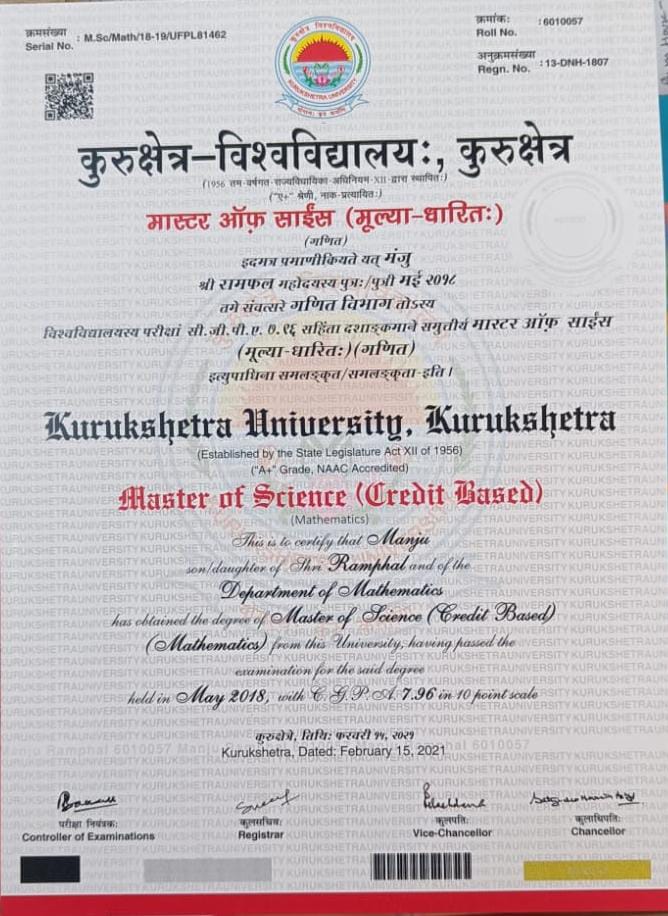 क्रमसंख्या
Serial No. : M.Sc/Math/18-19/UFPL81462
क्रमांक:
Roll No. : 6010057
अनुक्रमसंख्या
Regn. No. : 13-DNH-1807
कुरुक्षेत्र विश्वविद्यालय
KURUKSHETRA UNIVERSITY
कुरुक्षेत्र–विश्वविद्यालयः, कुरुक्षेत्र
(1956 तम-वर्षगत-राज्यविधायिका-अधिनियम-XII-द्वारा स्थापितः)
("ए+" श्रेणी, नाक-प्रत्यायितः)
मास्टर ऑफ़ साईंस (मूल्या-धारितः)
(गणित)
इदमत्र प्रमाणीकियते यत् मंजु
श्री रामफल महोदयस्य पुत्रः/पुत्री मई २०१८
तमे संवत्सरे गणित विभाग तोऽस्य
विश्वविद्यालयस्य परीक्षां सी.जी.पी.ए. ७.९६ सहितां दशाङ्कमाने समुत्तीर्य मास्टर ऑफ़ साईंस
(मूल्या-धारितः)(गणित)
इत्युपाधिना समलङ्कृत/समलङ्कृता-इति।
Kurukshetra University, Kurukshetra
(Established by the State Legislature Act XII of 1956)
("A+" Grade, NAAC Accredited)
Master of Science (Credit Based)
(Mathematics)
This is to certify that Manju
son/daughter of Shri Ramphal and of the
Department of Mathematics
has obtained the degree of Master of Science (Credit Based)
(Mathematics) from this University, having passed the
examination for the said degree
held in May 2018, with C.G.P.A. 7.96 in 10 point scale
कुरुक्षेत्रे, तिथिः फरवरी १५, २०२१
Kurukshetra, Dated: February 15, 2021
परीक्षा नियंत्रकः
Controller of Examinations
कुलसचिवः
Registrar
कुलपतिः
Vice-Chancellor
कुलाधिपतिः
Chancellor